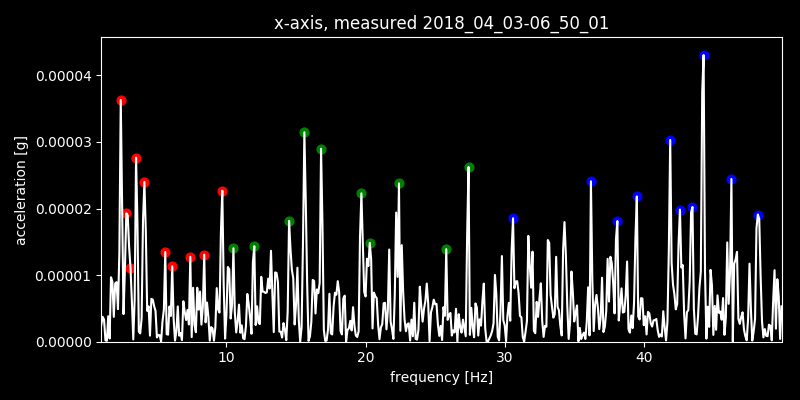 x-axis, measured 2018_04_03-06_50_01
0.00004
0.00003
0.00002
0.00001
0.00000
acceleration [g]
10 20 30 40
frequency [Hz]